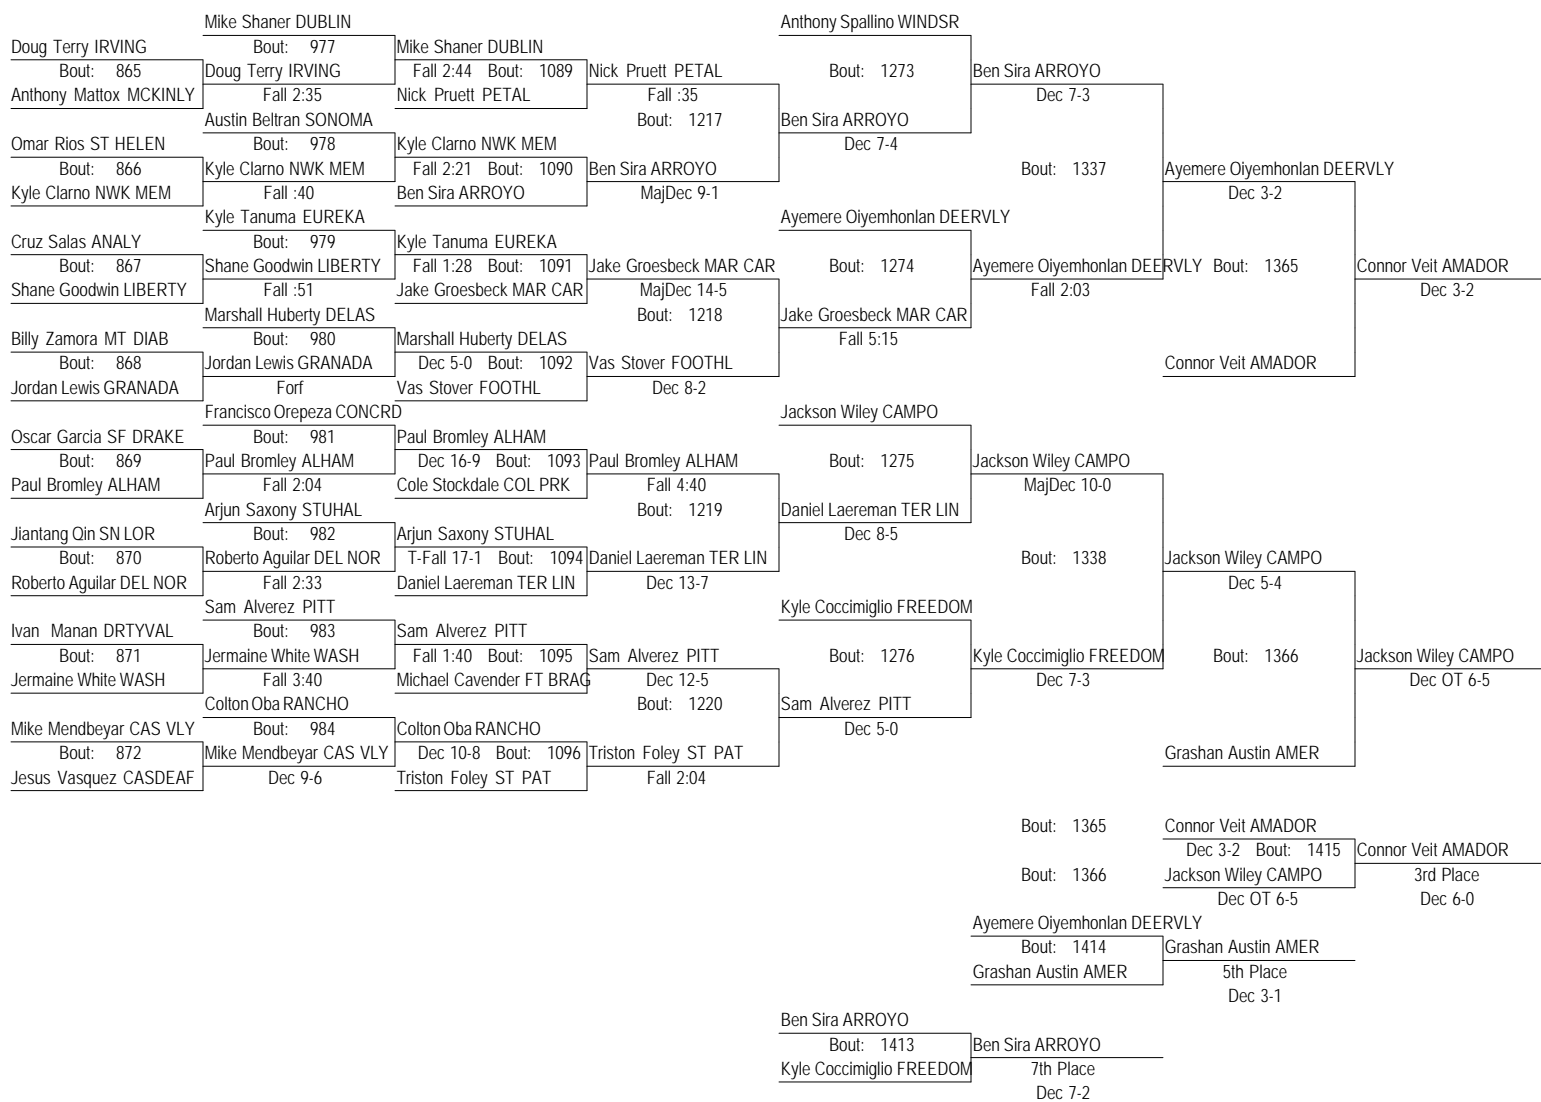 Mike Shaner DUBLIN Anthony Spallino WINDSR
Doug Terry IRVING Bout: 977 Mike Shaner DUBLIN
Bout: 865 Doug Terry IRVING Fall 2:44 Bout: 1089 Nick Pruett PETAL Bout: 1273 Ben Sira ARROYO
Anthony Mattox MCKINLY Fall 2:35 Nick Pruett PETAL Fall :35 Dec 7-3
Austin Beltran SONOMA Bout: 1217 Ben Sira ARROYO
Omar Rios ST HELEN Bout: 978 Kyle Clarno NWK MEM Dec 7-4
Bout: 866 Kyle Clarno NWK MEM Fall 2:21 Bout: 1090 Ben Sira ARROYO Bout: 1337 Ayemere Oiyemhonlan DEERVLY
Kyle Clarno NWK MEM Fall :40 Ben Sira ARROYO MajDec 9-1 Dec 3-2
Kyle Tanuma EUREKA Ayemere Oiyemhonlan DEERVLY
Cruz Salas ANALY Bout: 979 Kyle Tanuma EUREKA
Bout: 867 Shane Goodwin LIBERTY Fall 1:28 Bout: 1091 Jake Groesbeck MAR CAR Bout: 1274 Ayemere Oiyemhonlan DEERVLY Bout: 1365 Connor Veit AMADOR
Shane Goodwin LIBERTY Fall :51 Jake Groesbeck MAR CAR MajDec 14-5 Fall 2:03 Dec 3-2
Marshall Huberty DELAS Bout: 1218 Jake Groesbeck MAR CAR
Billy Zamora MT DIAB Bout: 980 Marshall Huberty DELAS Fall 5:15
Bout: 868 Jordan Lewis GRANADA Dec 5-0 Bout: 1092 Vas Stover FOOTHL Connor Veit AMADOR
Jordan Lewis GRANADA Forf Vas Stover FOOTHL Dec 8-2
Francisco Orepeza CONCRD Jackson Wiley CAMPO
Oscar Garcia SF DRAKE Bout: 981 Paul Bromley ALHAM
Bout: 869 Paul Bromley ALHAM Dec 16-9 Bout: 1093 Paul Bromley ALHAM Bout: 1275 Jackson Wiley CAMPO
Paul Bromley ALHAM Fall 2:04 Cole Stockdale COL PRK Fall 4:40 MajDec 10-0
Arjun Saxony STUHAL Bout: 1219 Daniel Laereman TER LIN
Jiantang Qin SN LOR Bout: 982 Arjun Saxony STUHAL Dec 8-5
Bout: 870 Roberto Aguilar DEL NOR T-Fall 17-1 Bout: 1094 Daniel Laereman TER LIN Bout: 1338 Jackson Wiley CAMPO
Roberto Aguilar DEL NOR Fall 2:33 Daniel Laereman TER LIN Dec 13-7 Dec 5-4
Sam Alverez PITT Kyle Coccimiglio FREEDOM
Ivan Manan DRTYVAL Bout: 983 Sam Alverez PITT
Bout: 871 Jermaine White WASH Fall 1:40 Bout: 1095 Sam Alverez PITT Bout: 1276 Kyle Coccimiglio FREEDOM Bout: 1366 Jackson Wiley CAMPO
Jermaine White WASH Fall 3:40 Michael Cavender FT BRAG Dec 12-5 Dec 7-3 Dec OT 6-5
Colton Oba RANCHO Bout: 1220 Sam Alverez PITT
Mike Mendbeyar CAS VLY Bout: 984 Colton Oba RANCHO Dec 5-0
Bout: 872 Mike Mendbeyar CAS VLY Dec 10-8 Bout: 1096 Triston Foley ST PAT Grashan Austin AMER
Jesus Vasquez CASDEAF Dec 9-6 Triston Foley ST PAT Fall 2:04
Bout: 1365 Connor Veit AMADOR
Dec 3-2 Bout: 1415 Connor Veit AMADOR
Bout: 1366 Jackson Wiley CAMPO 3rd Place
Dec OT 6-5 Dec 6-0
Ayemere Oiyemhonlan DEERVLY
Bout: 1414 Grashan Austin AMER
Grashan Austin AMER 5th Place
Dec 3-1
Ben Sira ARROYO
Bout: 1413 Ben Sira ARROYO
Kyle Coccimiglio FREEDOM 7th Place
Dec 7-2